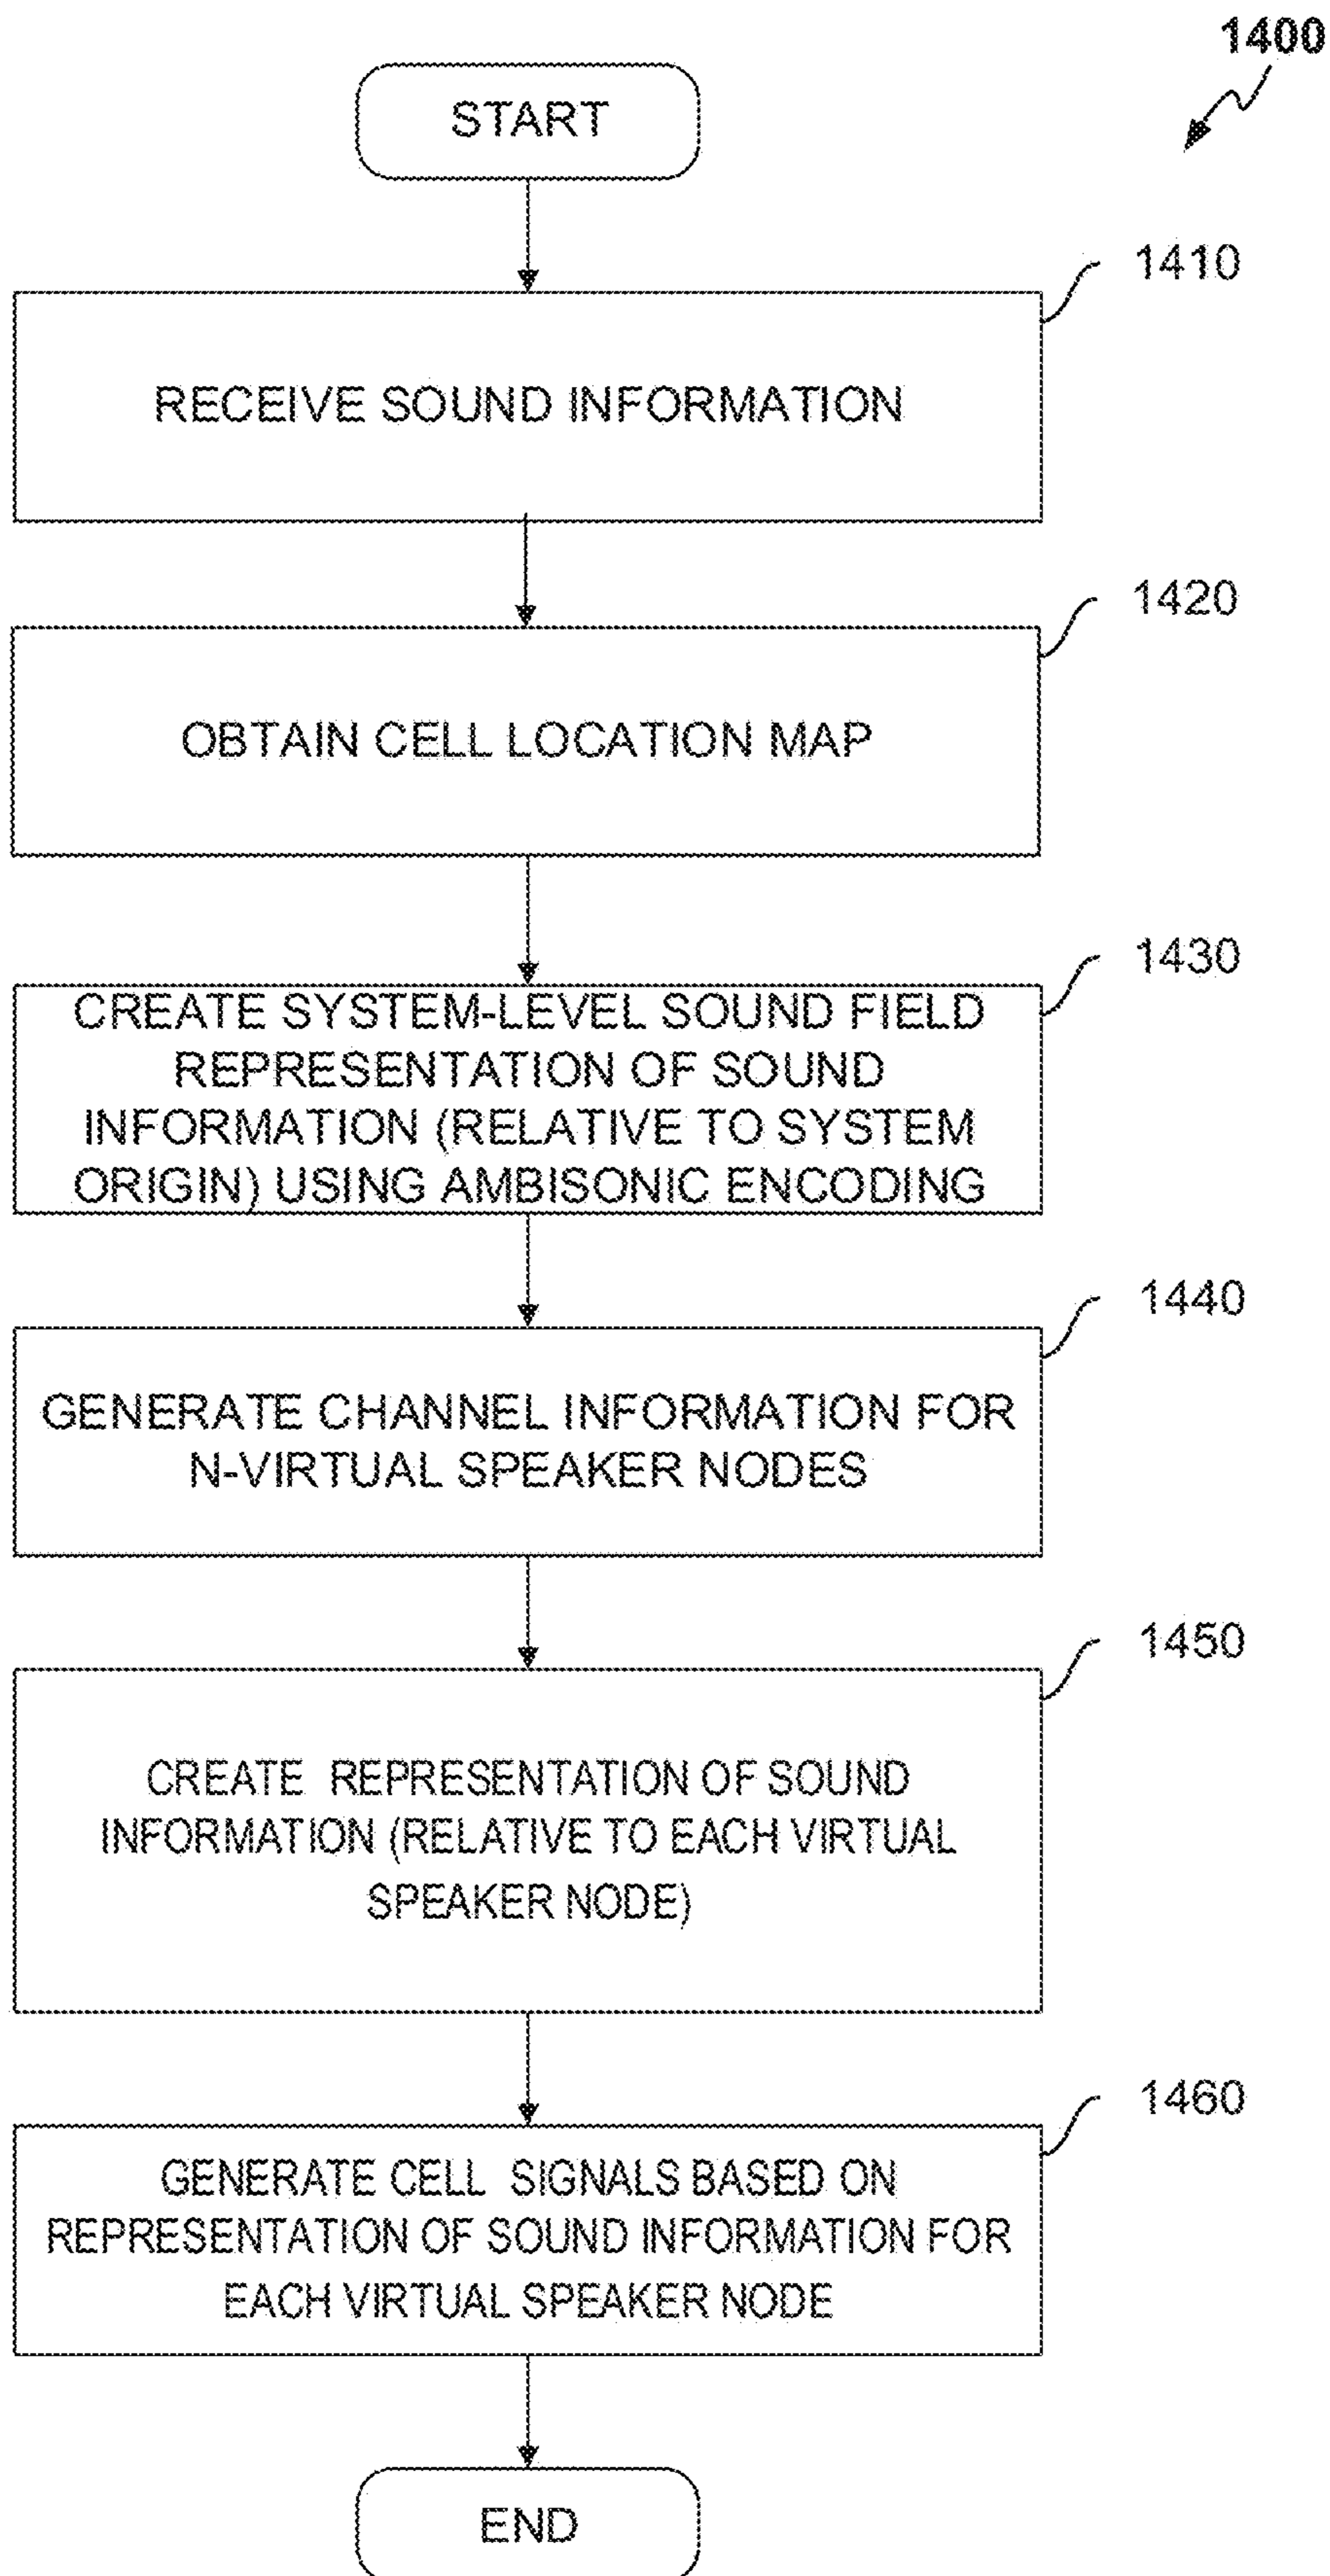 1400
START
1410
RECEIVE SOUND INFORMATION
1420
OBTAIN CELL LOCATION MAP
1430
CREATE SYSTEM-LEVEL SOUND FIELD
REPRESENTATION OF SOUND
INFORMATION (RELATIVE TO SYSTEM
ORIGIN) USING AMBISONIC ENCODING
1440
GENERATE CHANNEL INFORMATION FOR
N-VIRTUAL SPEAKER NODES
1450
CREATE REPRESENTATION OF SOUND
INFORMATION (RELATIVE TO EACH VIRTUAL
SPEAKER NODE)
1460
GENERATE CELL SIGNALS BASED ON
REPRESENTATION OF SOUND INFORMATION FOR
EACH VIRTUAL SPEAKER NODE
END